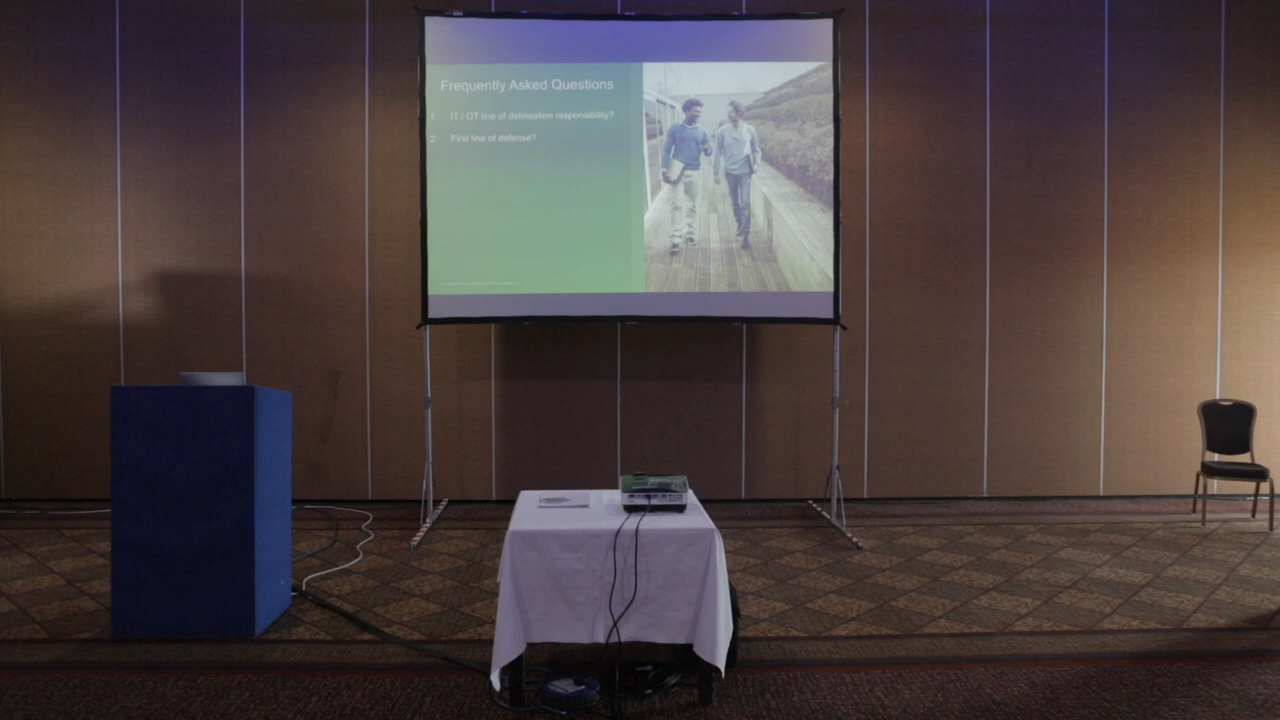 Frequently Asked Questions
1. IT / OT line of delineation responsibility?
2. First line of defense?